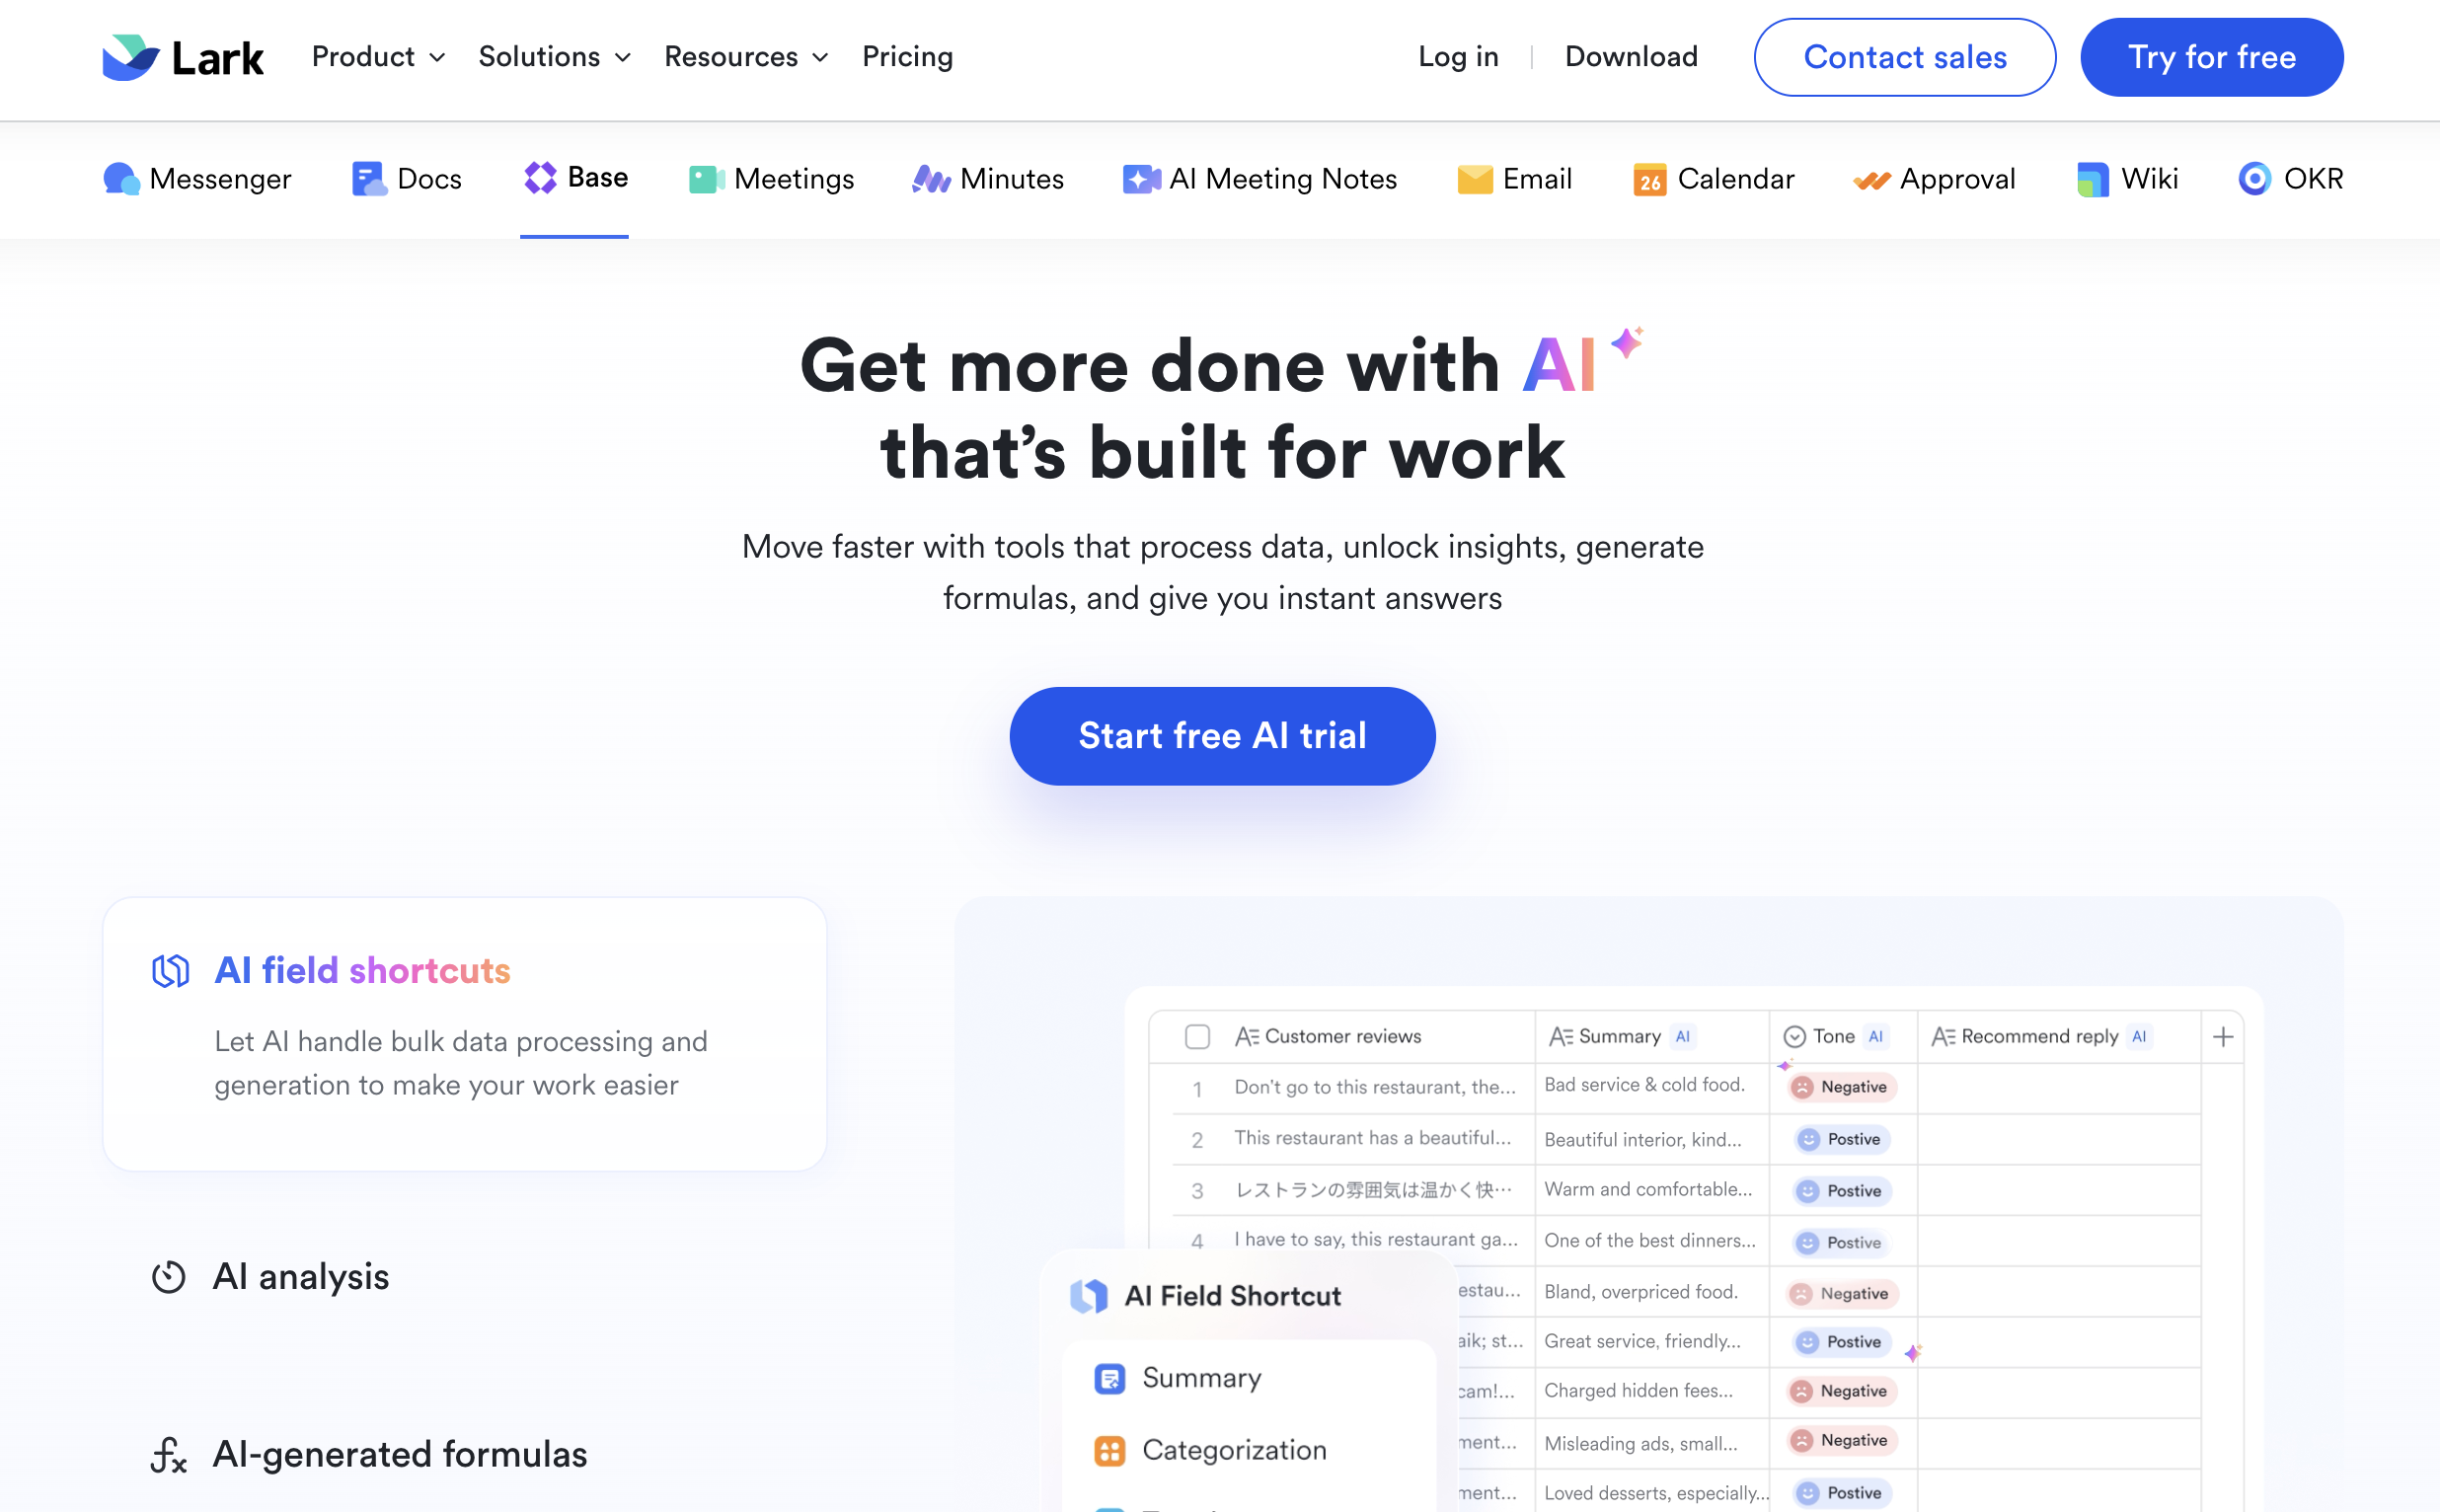 Lark
Product
Solutions
Resources
Pricing
Log in
Download
Contact sales
Try for free
Messenger
Docs
Base
Meetings
Minutes
AI Meeting Notes
Email
26
Calendar
Approval
Wiki
OKR
Get more done with AI
that’s built for work
Move faster with tools that process data, unlock insights, generate
formulas, and give you instant answers
Start free AI trial
AI field shortcuts
Let AI handle bulk data processing and
generation to make your work easier
AI analysis
AI-generated formulas
Customer reviews Summary AI Tone AI Recommend reply AI
1 Don't go to this restaurant, the... Bad service & cold food. Negative
2 This restaurant has a beautiful... Beautiful interior, kind... Postive
3 レストランの雰囲気は温かく快… Warm and comfortable... Postive
4 I have to say, this restaurant ga... One of the best dinners... Postive
estau... Bland, overpriced food. Negative
aik; st... Great service, friendly... Postive
cam!... Charged hidden fees... Negative
ment... Misleading ads, small... Negative
ment... Loved desserts, especially... Postive
AI Field Shortcut
Summary
Categorization